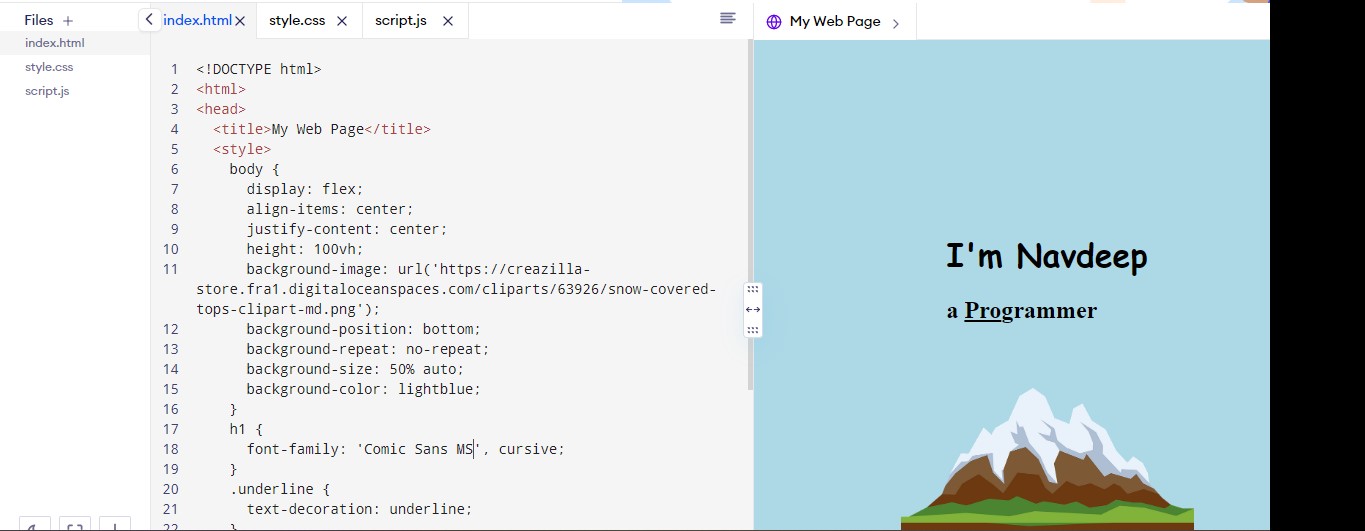 Files +
index.html
style.css
script.js
index.html
style.css
script.js
1 <!DOCTYPE html>
2 <html>
3 <head>
4 <title>My Web Page</title>
5 <style>
6 body {
7 display: flex;
8 align-items: center;
9 justify-content: center;
10 height: 100vh;
11 background-image: url('https://creazilla-
store.fra1.digitaloceanspaces.com/cliparts/63926/snow-covered-
tops-clipart-md.png');
12 background-position: bottom;
13 background-repeat: no-repeat;
14 background-size: 50% auto;
15 background-color: lightblue;
16 }
17 h1 {
18 font-family: 'Comic Sans MS', cursive;
19 }
20 .underline {
21 text-decoration: underline;
22 }
My Web Page
I'm Navdeep
a Programmer